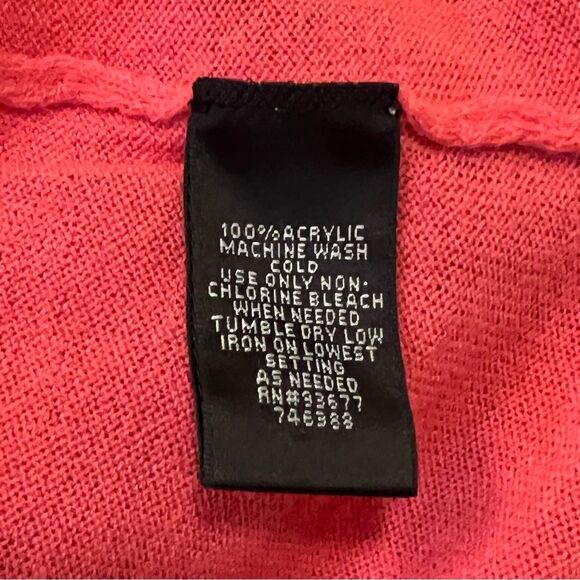 100% ACRYLIC
MACHINE WASH
COLD
USE ONLY NON-
CHLORINE BLEACH
WHEN NEEDED
TUMBLE DRY LOW
IRON ON LOWEST
SETTING
AS NEEDED
RN#93677
746988